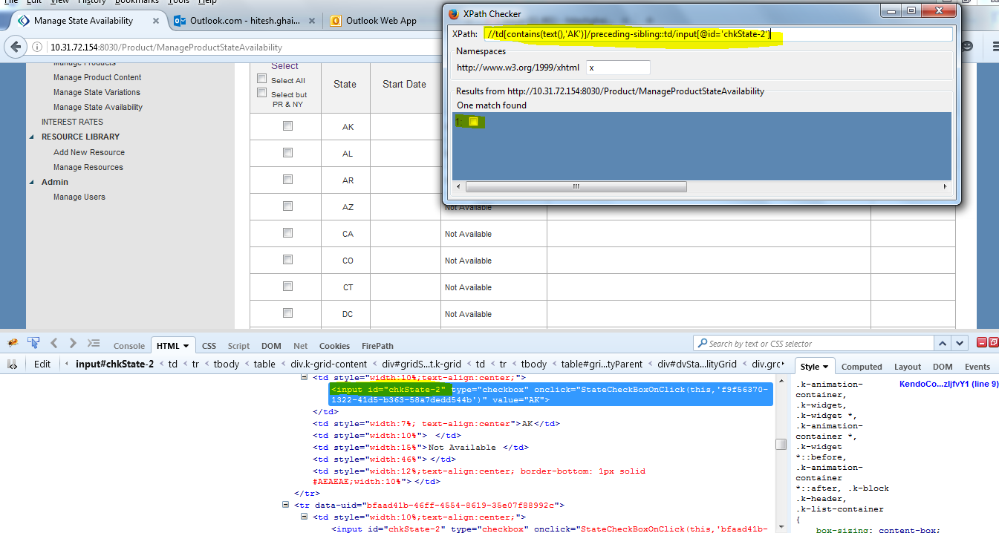 File Edit View History Bookmarks Tools Help
Manage State Availability
Outlook.com - hitesh.ghai...
Outlook Web App
10.31.72.154:8030/Product/ManageProductStateAvailability
XPath Checker
XPath: //td[contains(text(),'AK')]/preceding-sibling::td/input[@id='chkState-2']
Namespaces
http://www.w3.org/1999/xhtml x
Results from http://10.31.72.154:8030/Product/ManageProductStateAvailability
One match found
1:
Manage Products
Manage Product Content
Manage State Variations
Manage State Availability
INTEREST RATES
RESOURCE LIBRARY
Add New Resource
Manage Resources
Admin
Manage Users
Select
Select All
Select but
PR & NY
State
Start Date
AK
AL
AR
AZ Not Available
CA Not Available
CO Not Available
CT Not Available
DC Not Available
Console HTML CSS Script DOM Net Cookies FirePath
Search by text or CSS selector
Edit input#chkState-2 < td < tr < tbody < table < div.k-grid-content < div#gridS...t.k-grid < td < tr < tbody < table#gri...tyParent < div#dvSta...lityGrid < div.grc
Style Computed Layout DOM Events
<td style="width:10%;text-align:center;">
<input id="chkState-2" type="checkbox" onclick="StateCheckBoxOnClick(this,'f9f56370-
1322-41d5-b363-58a7dedd544b')" value="AK">
</td>
<td style="width:7%; text-align:center">AK</td>
<td style="width:10%"> </td>
<td style="width:15%">Not Available </td>
<td style="width:46%"></td>
<td style="width:12%;text-align:center; border-bottom: 1px solid
#AEAEAE;width:10%"></td>
</tr>
<tr data-uid="bfaad41b-46ff-4554-8619-35e07f88992c">
<td style="width:10%;text-align:center;">
<input id="chkState-2" type="checkbox" onclick="StateCheckBoxOnClick(this,'bfaad41b-
.k-animation- KendoCo...zIjfvY1 (line 9)
container,
.k-widget,
.k-widget *,
.k-animation-
container *,
.k-widget
*::before,
.k-animation-
container
*::after, .k-block
.k-header,
.k-list-container
{
box-sizing: content-box;